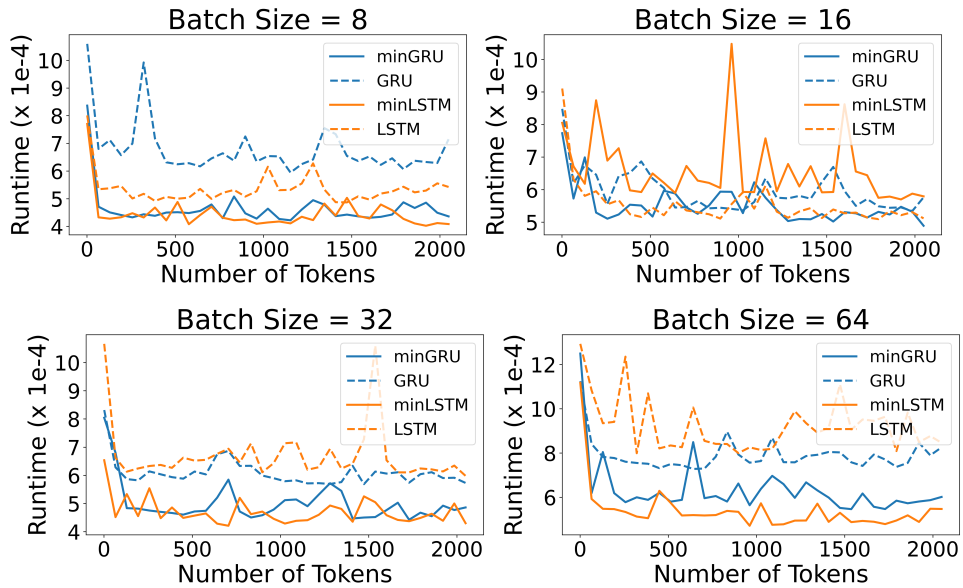 Batch Size = 8
Runtime (x 1e-4)
10
9
8
7
6
5
4
minGRU
GRU
minLSTM
LSTM
0
500
1000
1500
2000
Number of Tokens
Batch Size = 16
Runtime (x 1e-4)
10
9
8
7
6
5
minGRU
GRU
minLSTM
LSTM
0
500
1000
1500
2000
Number of Tokens
Batch Size = 32
Runtime (x 1e-4)
10
9
8
7
6
5
4
minGRU
GRU
minLSTM
LSTM
0
500
1000
1500
2000
Number of Tokens
Batch Size = 64
Runtime (x 1e-4)
12
10
8
6
minGRU
GRU
minLSTM
LSTM
0
500
1000
1500
2000
Number of Tokens